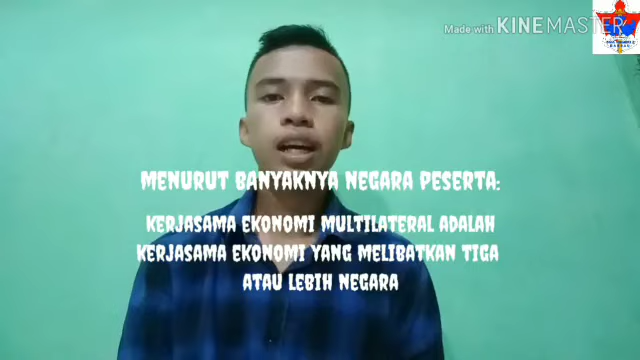 Made with KINEMASTER
MENURUT BANYAKNYA NEGARA PESERTA:
KERJASAMA EKONOMI MULTILATERAL ADALAH
KERJASAMA EKONOMI YANG MELIBATKAN TIGA
ATAU LEBIH NEGARA